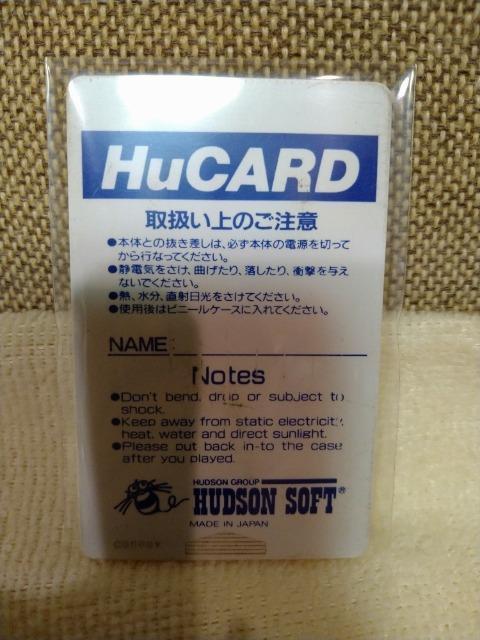 HuCARD
取扱い上のご注意
●本体との抜き差しは、必ず本体の電源を切って
から行なってください。
●静電気をさけ、曲げたり、落したり、衝撃を与え
ないでください。
●熱、水分、直射日光をさけてください。
●使用後はビニールケースに入れてください。
NAME:
Notes
●Don't bend, drop or subject to
shock.
●Keep away from static electricity,
heat, water and direct sunlight.
●Please put back in-to the case
after you played.
HUDSON GROUP
HUDSON SOFT®
MADE IN JAPAN